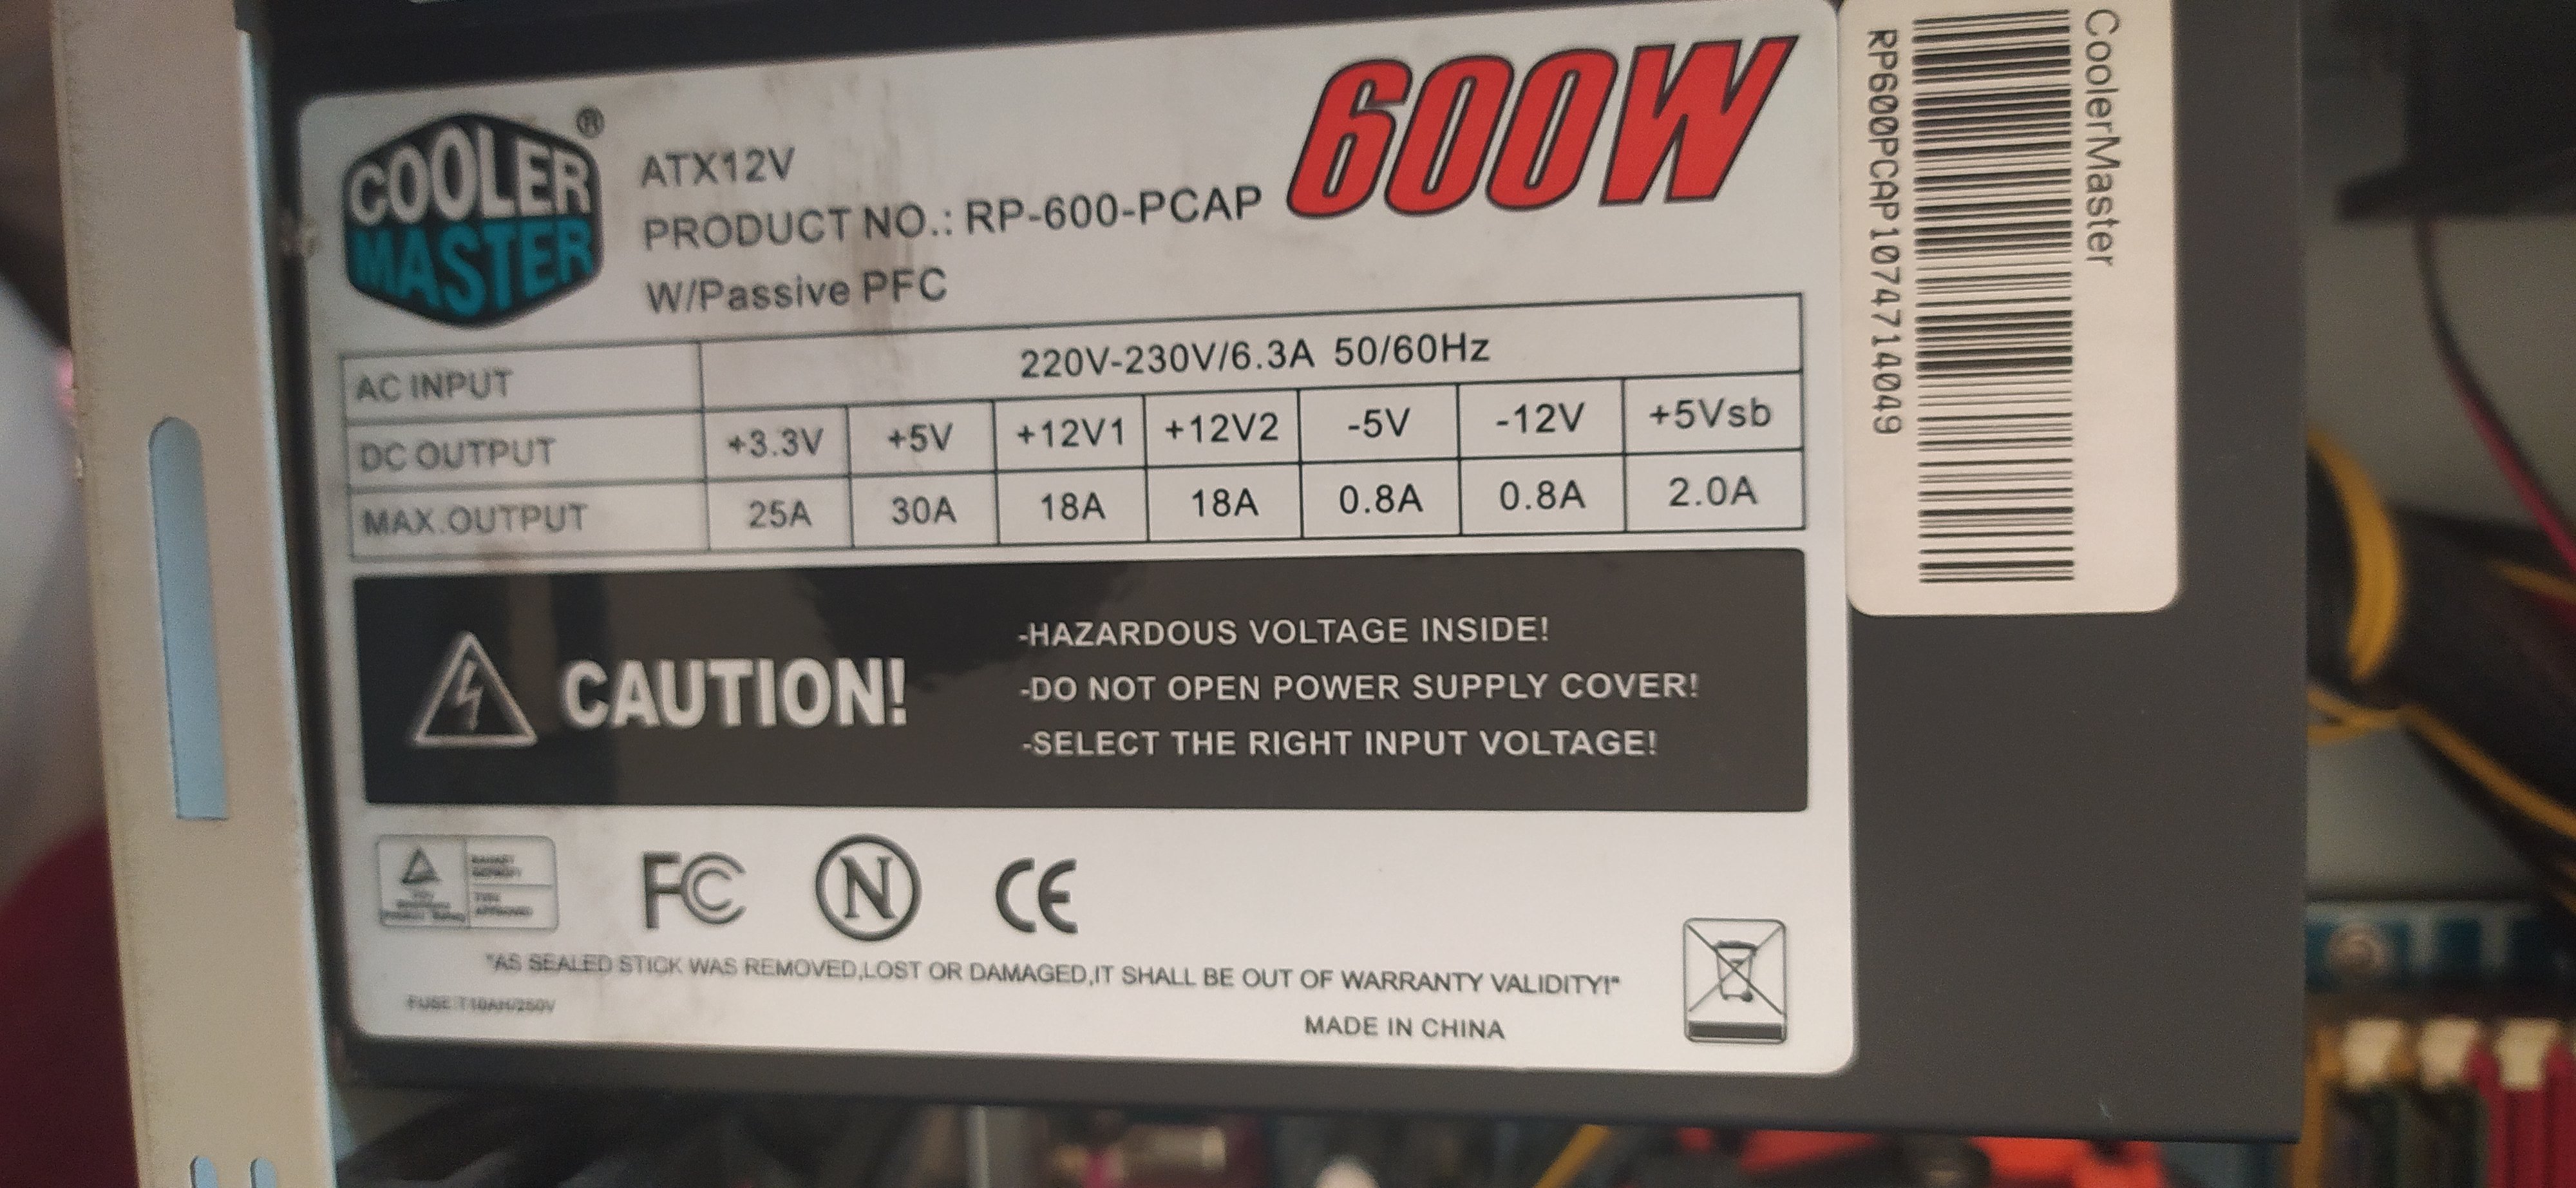 COOLER
MASTER
®
ATX12V
PRODUCT NO.: RP-600-PCAP
W/Passive PFC
600W
AC INPUT 220V-230V/6.3A 50/60Hz
DC OUTPUT +3.3V +5V +12V1 +12V2 -5V -12V +5Vsb
MAX.OUTPUT 25A 30A 18A 18A 0.8A 0.8A 2.0A
CAUTION!
-HAZARDOUS VOLTAGE INSIDE!
-DO NOT OPEN POWER SUPPLY COVER!
-SELECT THE RIGHT INPUT VOLTAGE!
FC N CE
"AS SEALED STICK WAS REMOVED,LOST OR DAMAGED,IT SHALL BE OUT OF WARRANTY VALIDITY!"
FUSE:T10AH/250V
MADE IN CHINA
CoolerMaster
RP600PCAP1074714049